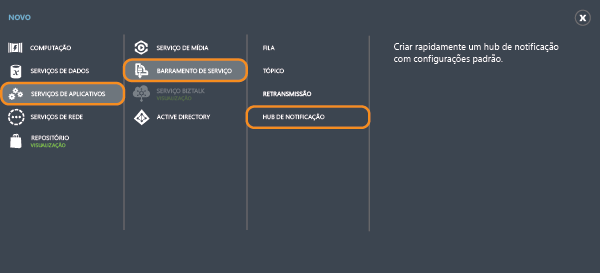 NOVO
COMPUTAÇÃO
SERVIÇOS DE DADOS
SERVIÇOS DE APLICATIVOS
SERVIÇOS DE REDE
REPOSITÓRIO
VISUALIZAÇÃO
SERVIÇO DE MÍDIA
BARRAMENTO DE SERVIÇO
SERVIÇO BIZTALK
VISUALIZAÇÃO
ACTIVE DIRECTORY
FILA
TÓPICO
RETRANSMISSÃO
HUB DE NOTIFICAÇÃO
Criar rapidamente um hub de notificação
com configurações padrão.